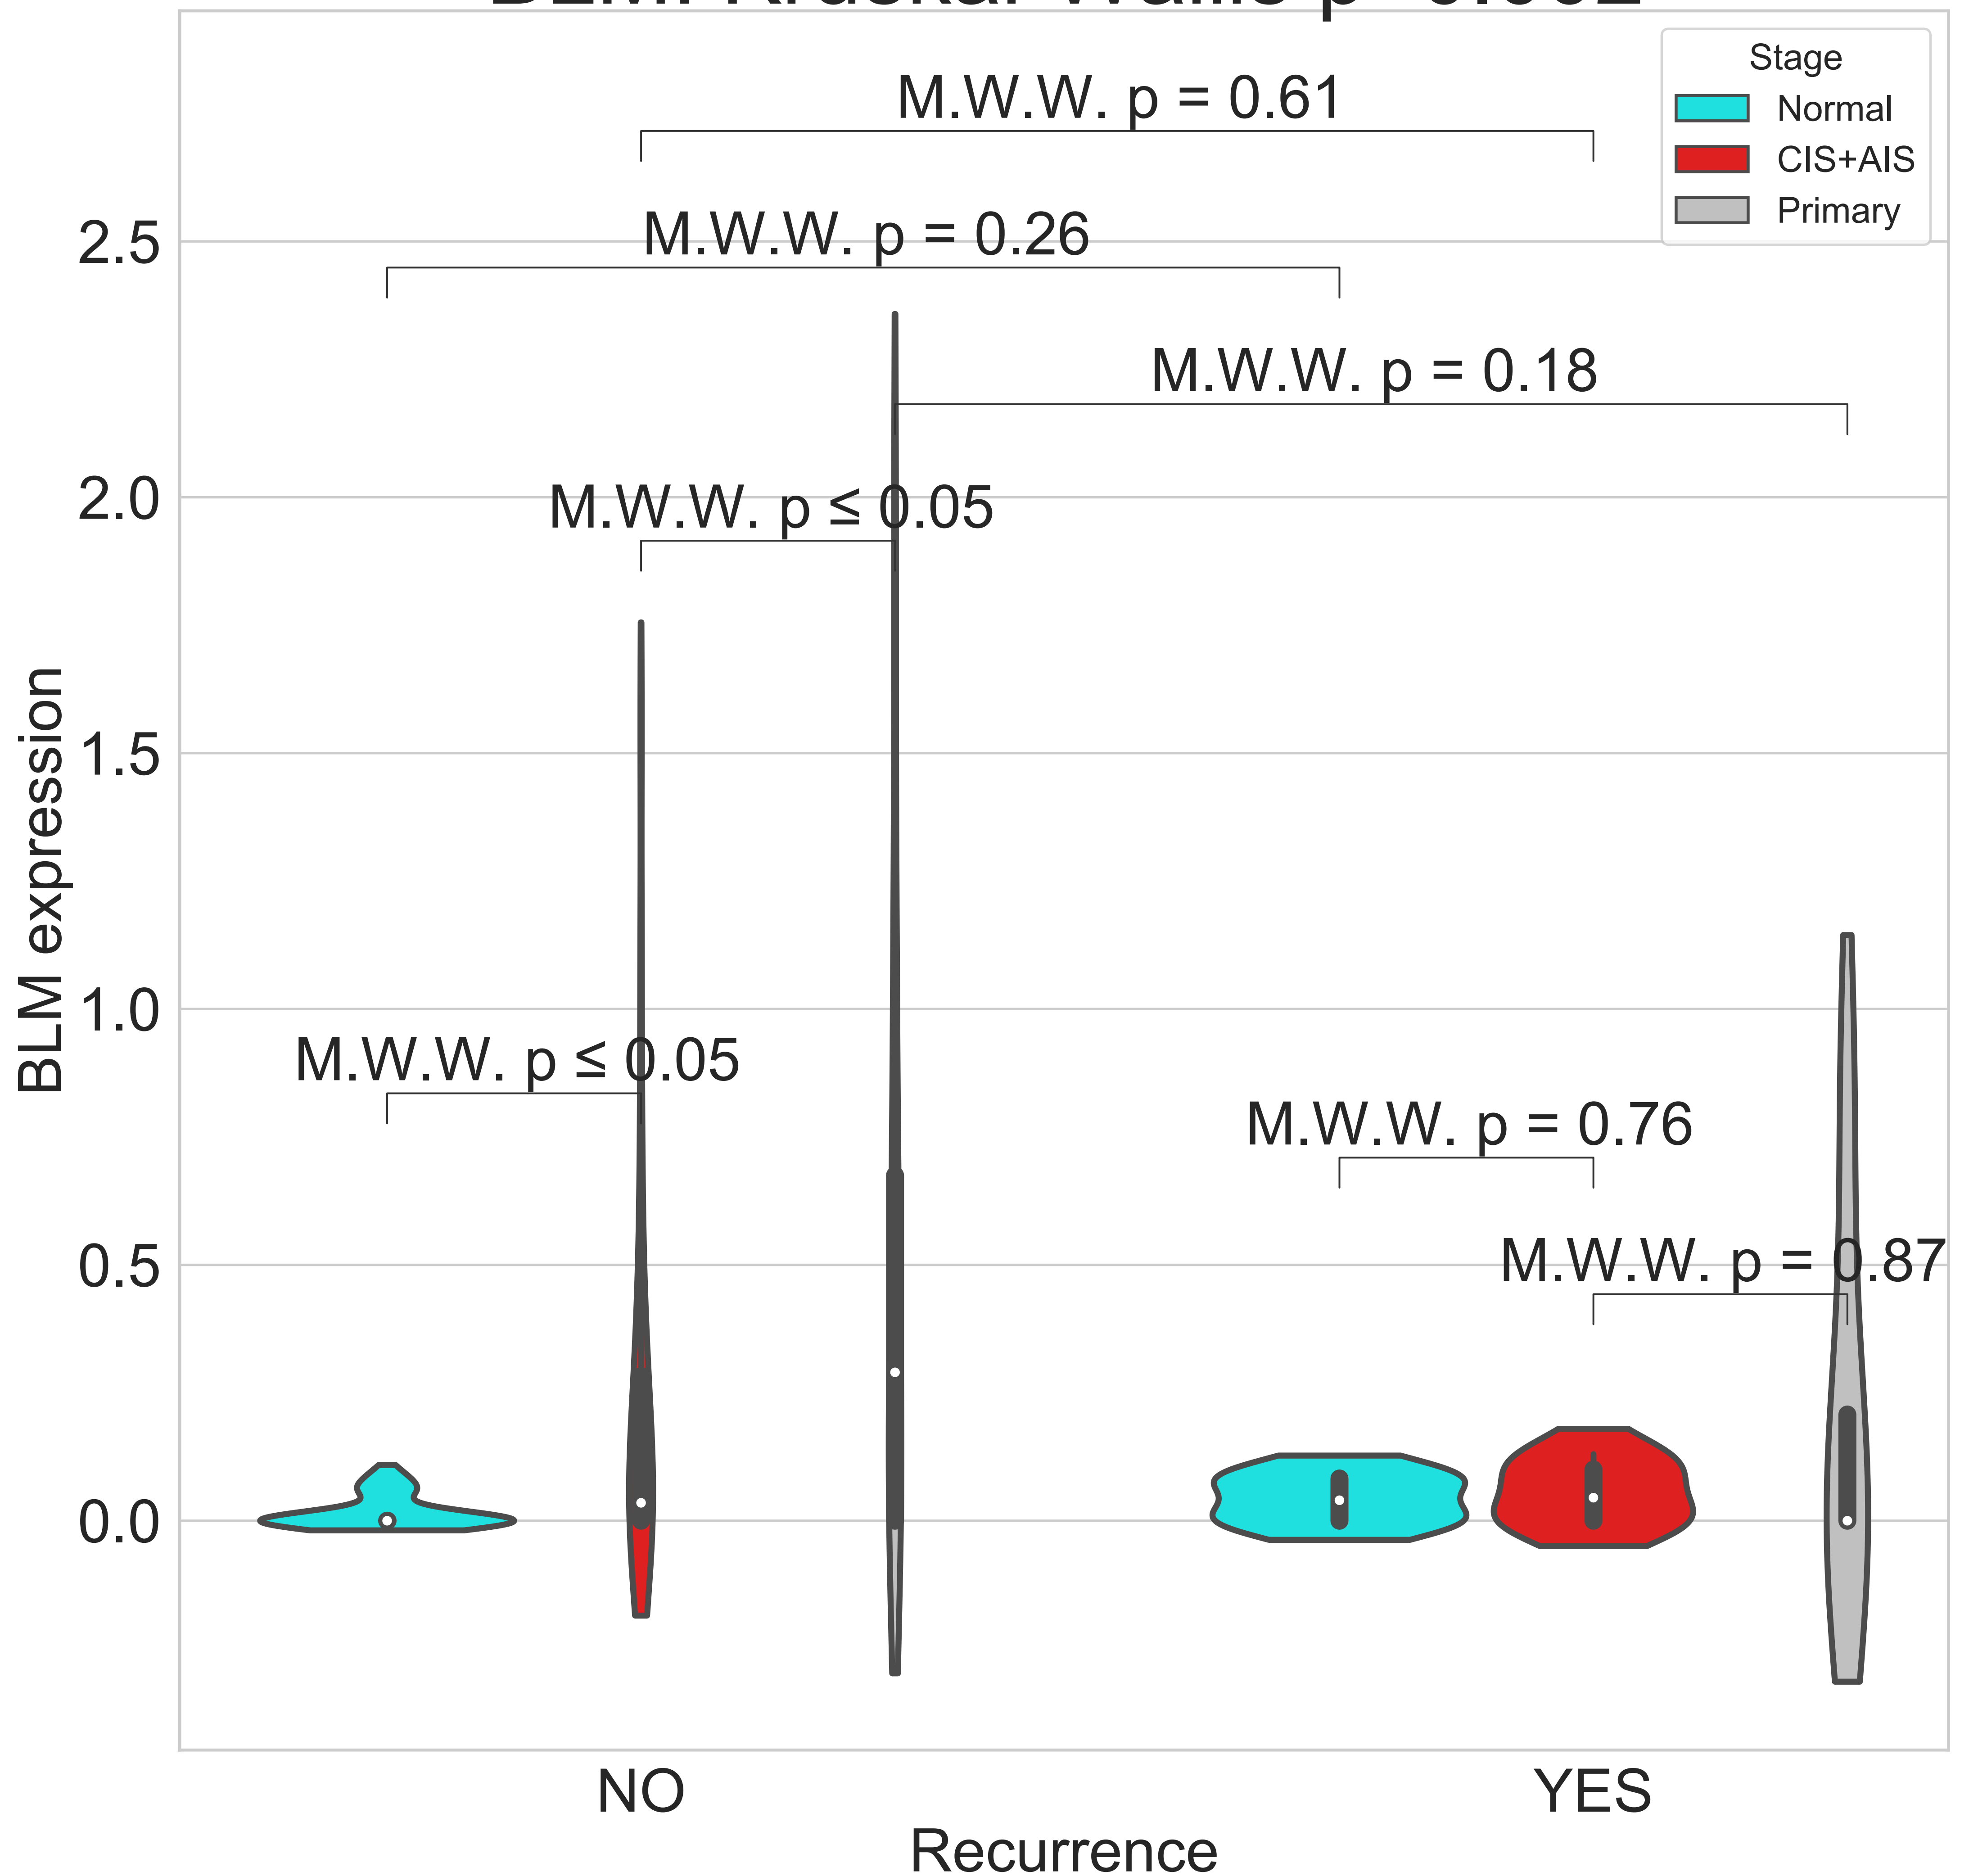 Stage
Normal
CIS+AIS
Primary
M.W.W. p = 0.61
M.W.W. p = 0.26
M.W.W. p = 0.18
M.W.W. p ≤ 0.05
M.W.W. p ≤ 0.05
M.W.W. p = 0.76
M.W.W. p = 0.87
2.5
2.0
1.5
1.0
0.5
0.0
BLM expression
NO
YES
Recurrence